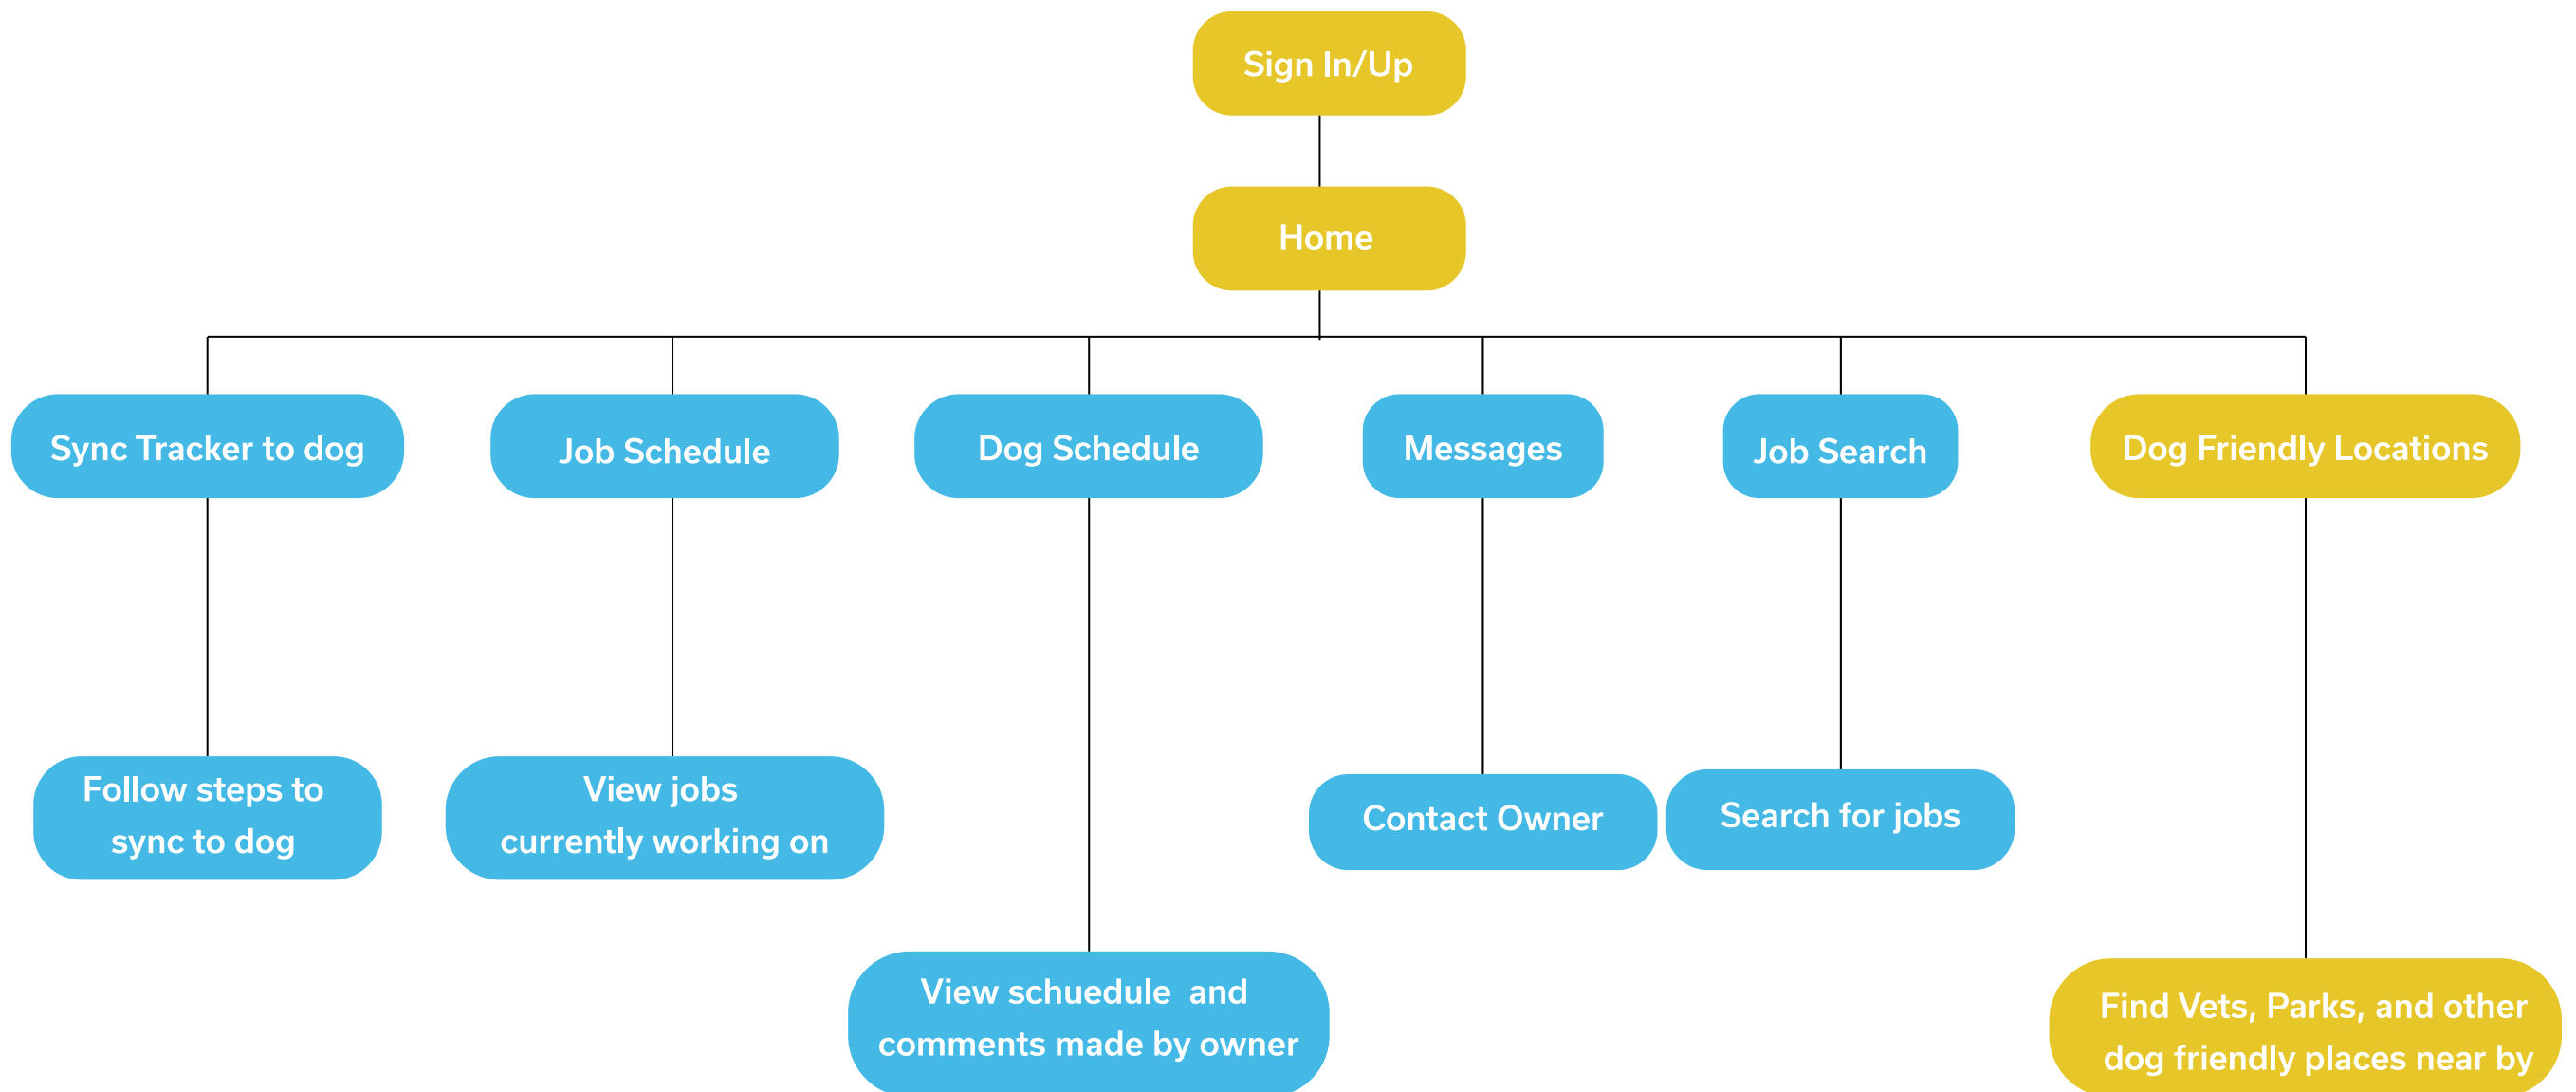 Sign In/Up
Home
Sync Tracker to dog
Job Schedule
Dog Schedule
Messages
Job Search
Dog Friendly Locations
Follow steps to
sync to dog
View jobs
currently working on
Contact Owner
Search for jobs
View schuedule  and
comments made by owner
Find Vets, Parks, and other
dog friendly places near by